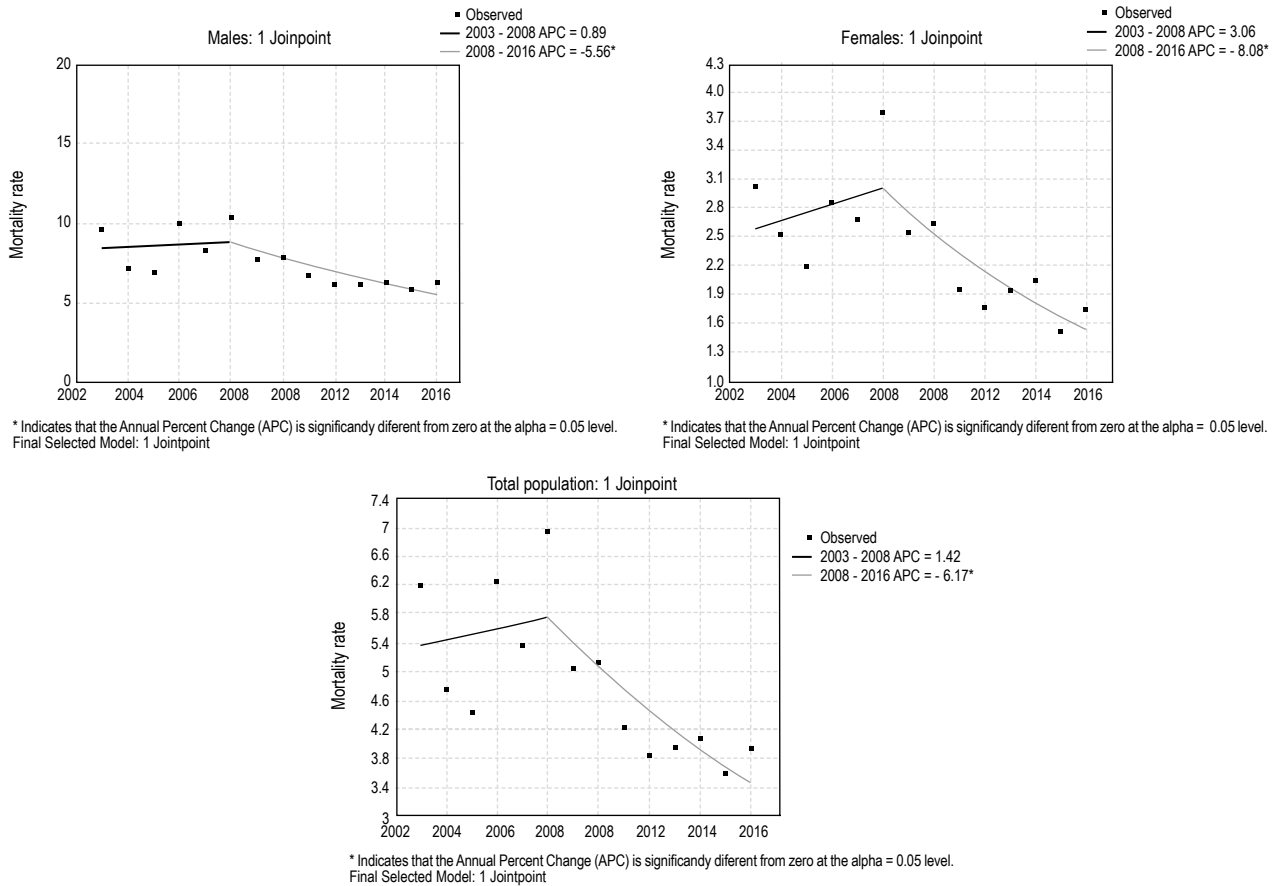 Males: 1 Joinpoint
Observed
2003 - 2008 APC = 0.89
2008 - 2016 APC = -5.56*
Mortality rate
20
15
10
5
0
2002 2004 2006 2008 2008 2012 2014 2016
* Indicates that the Annual Percent Change (APC) is significandy diferent from zero at the alpha = 0.05 level.
Final Selected Model: 1 Jointpoint
Females: 1 Joinpoint
Observed
2003 - 2008 APC = 3.06
2008 - 2016 APC = - 8.08*
Mortality rate
4.3
4.0
3.7
3.4
3.1
2.8
2.5
2.2
1.9
1.6
1.3
1.0
2002 2004 2006 2008 2008 2012 2014 2016
* Indicates that the Annual Percent Change (APC) is significandy diferent from zero at the alpha = 0.05 level.
Final Selected Model: 1 Jointpoint
Total population: 1 Joinpoint
Observed
2003 - 2008 APC = 1.42
2008 - 2016 APC = - 6.17*
Mortality rate
7.4
7
6.6
6.2
5.8
5.4
5
4.6
4.2
3.8
3.4
3
2002 2004 2006 2008 2008 2012 2014 2016
* Indicates that the Annual Percent Change (APC) is significandy diferent from zero at the alpha = 0.05 level.
Final Selected Model: 1 Jointpoint